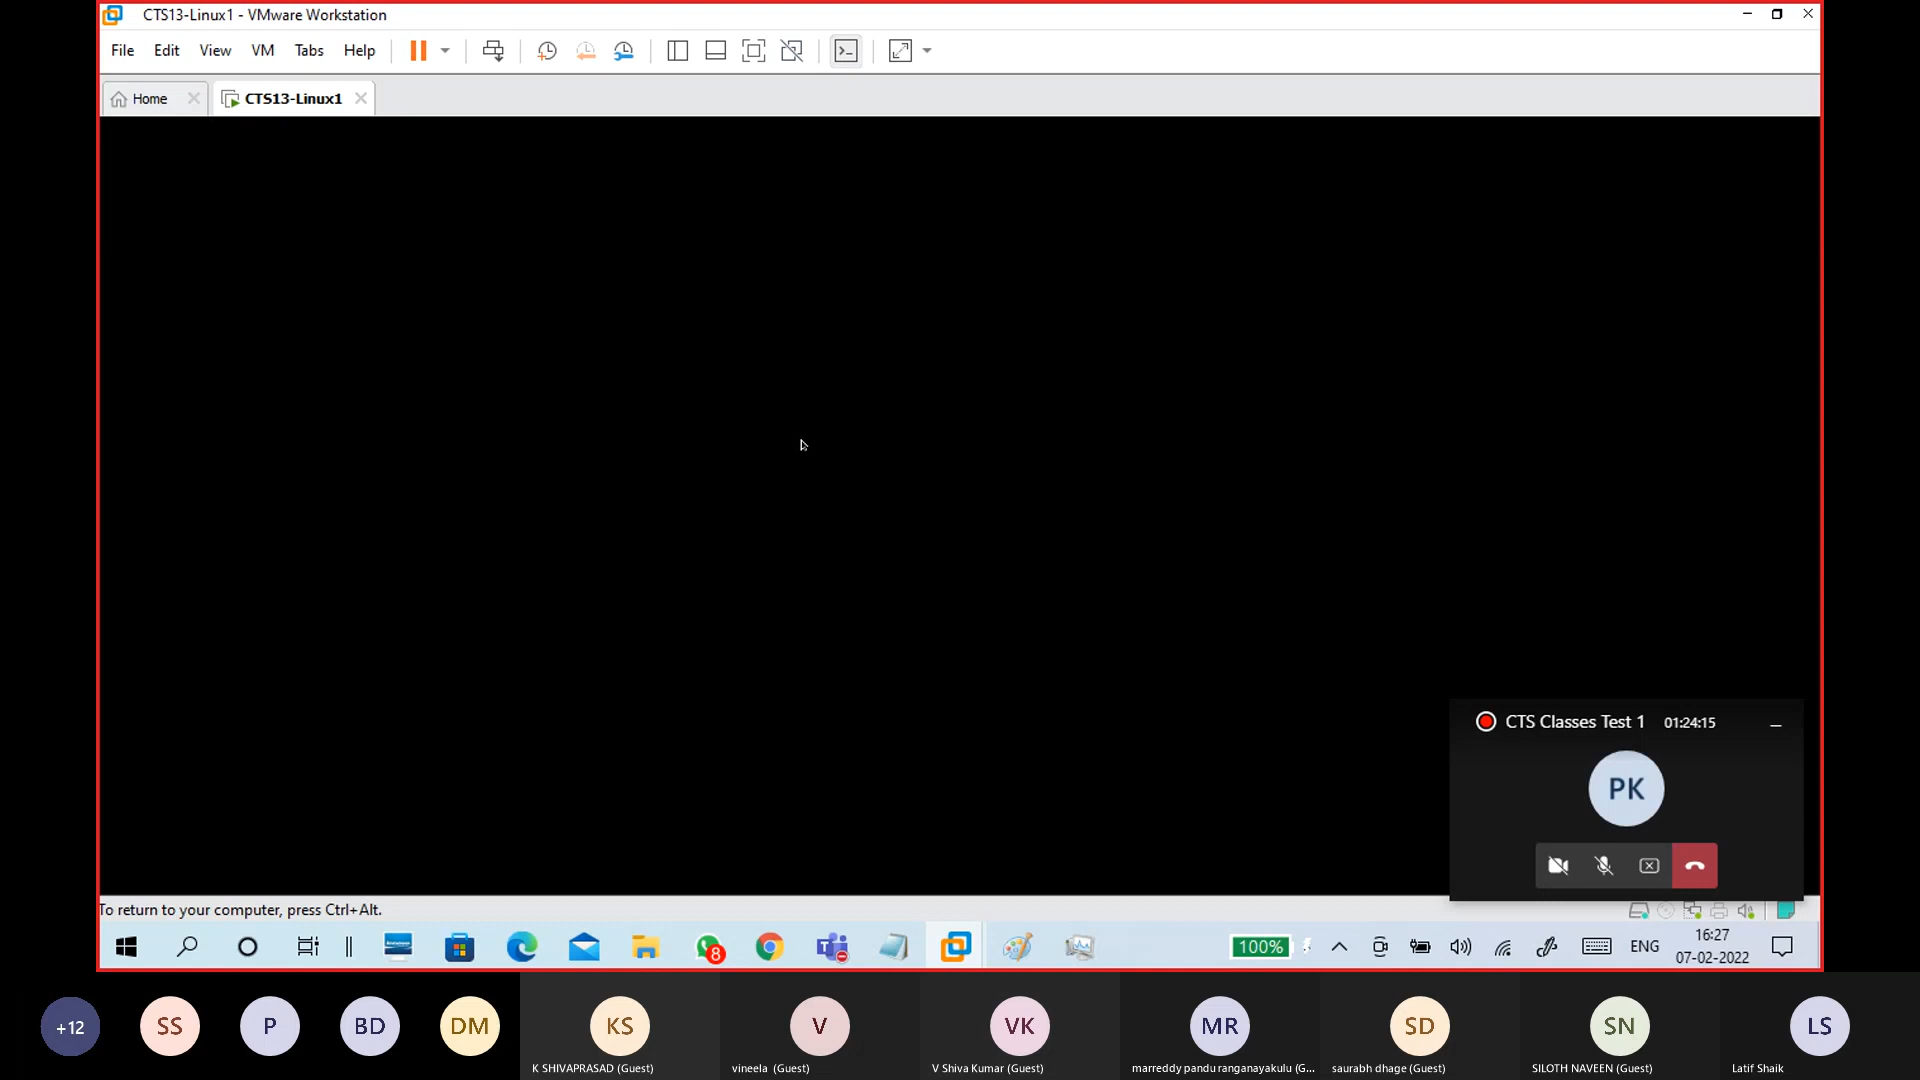 CTS13-Linux1 - VMware Workstation
File Edit View VM Tabs Help
Home CTS13-Linux1
CTS Classes Test 1 01:24:15
PK
To return to your computer, press Ctrl+Alt.
8 100% ENG 16:27
07-02-2022
+12 SS P BD DM KS V VK MR SD SN LS
K SHIVAPRASAD (Guest) vineela (Guest) V Shiva Kumar (Guest) marreddy pandu ranganayakulu (G... saurabh dhage (Guest) SILOTH NAVEEN (Guest) Latif Shaik